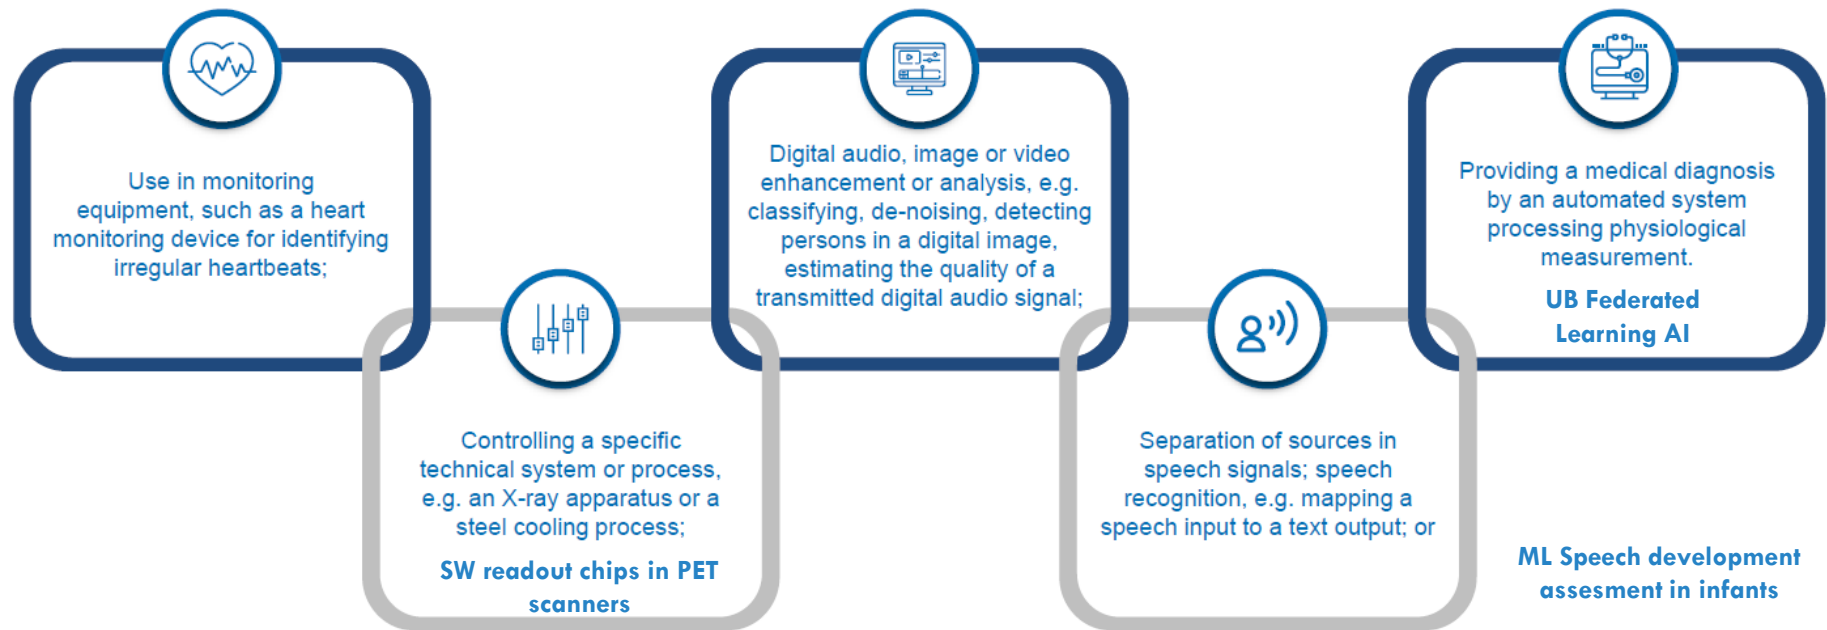 Use in monitoring
equipment, such as a heart
monitoring device for identifying
irregular heartbeats;
Controlling a specific
technical system or process,
e.g. an X-ray apparatus or a
steel cooling process;
SW readout chips in PET
scanners
Digital audio, image or video
enhancement or analysis, e.g.
classifying, de-noising, detecting
persons in a digital image,
estimating the quality of a
transmitted digital audio signal;
Separation of sources in
speech signals; speech
recognition, e.g. mapping a
speech input to a text output; or
Providing a medical diagnosis
by an automated system
processing physiological
measurement.
UB Federated
Learning AI
ML Speech development
assesment in infants